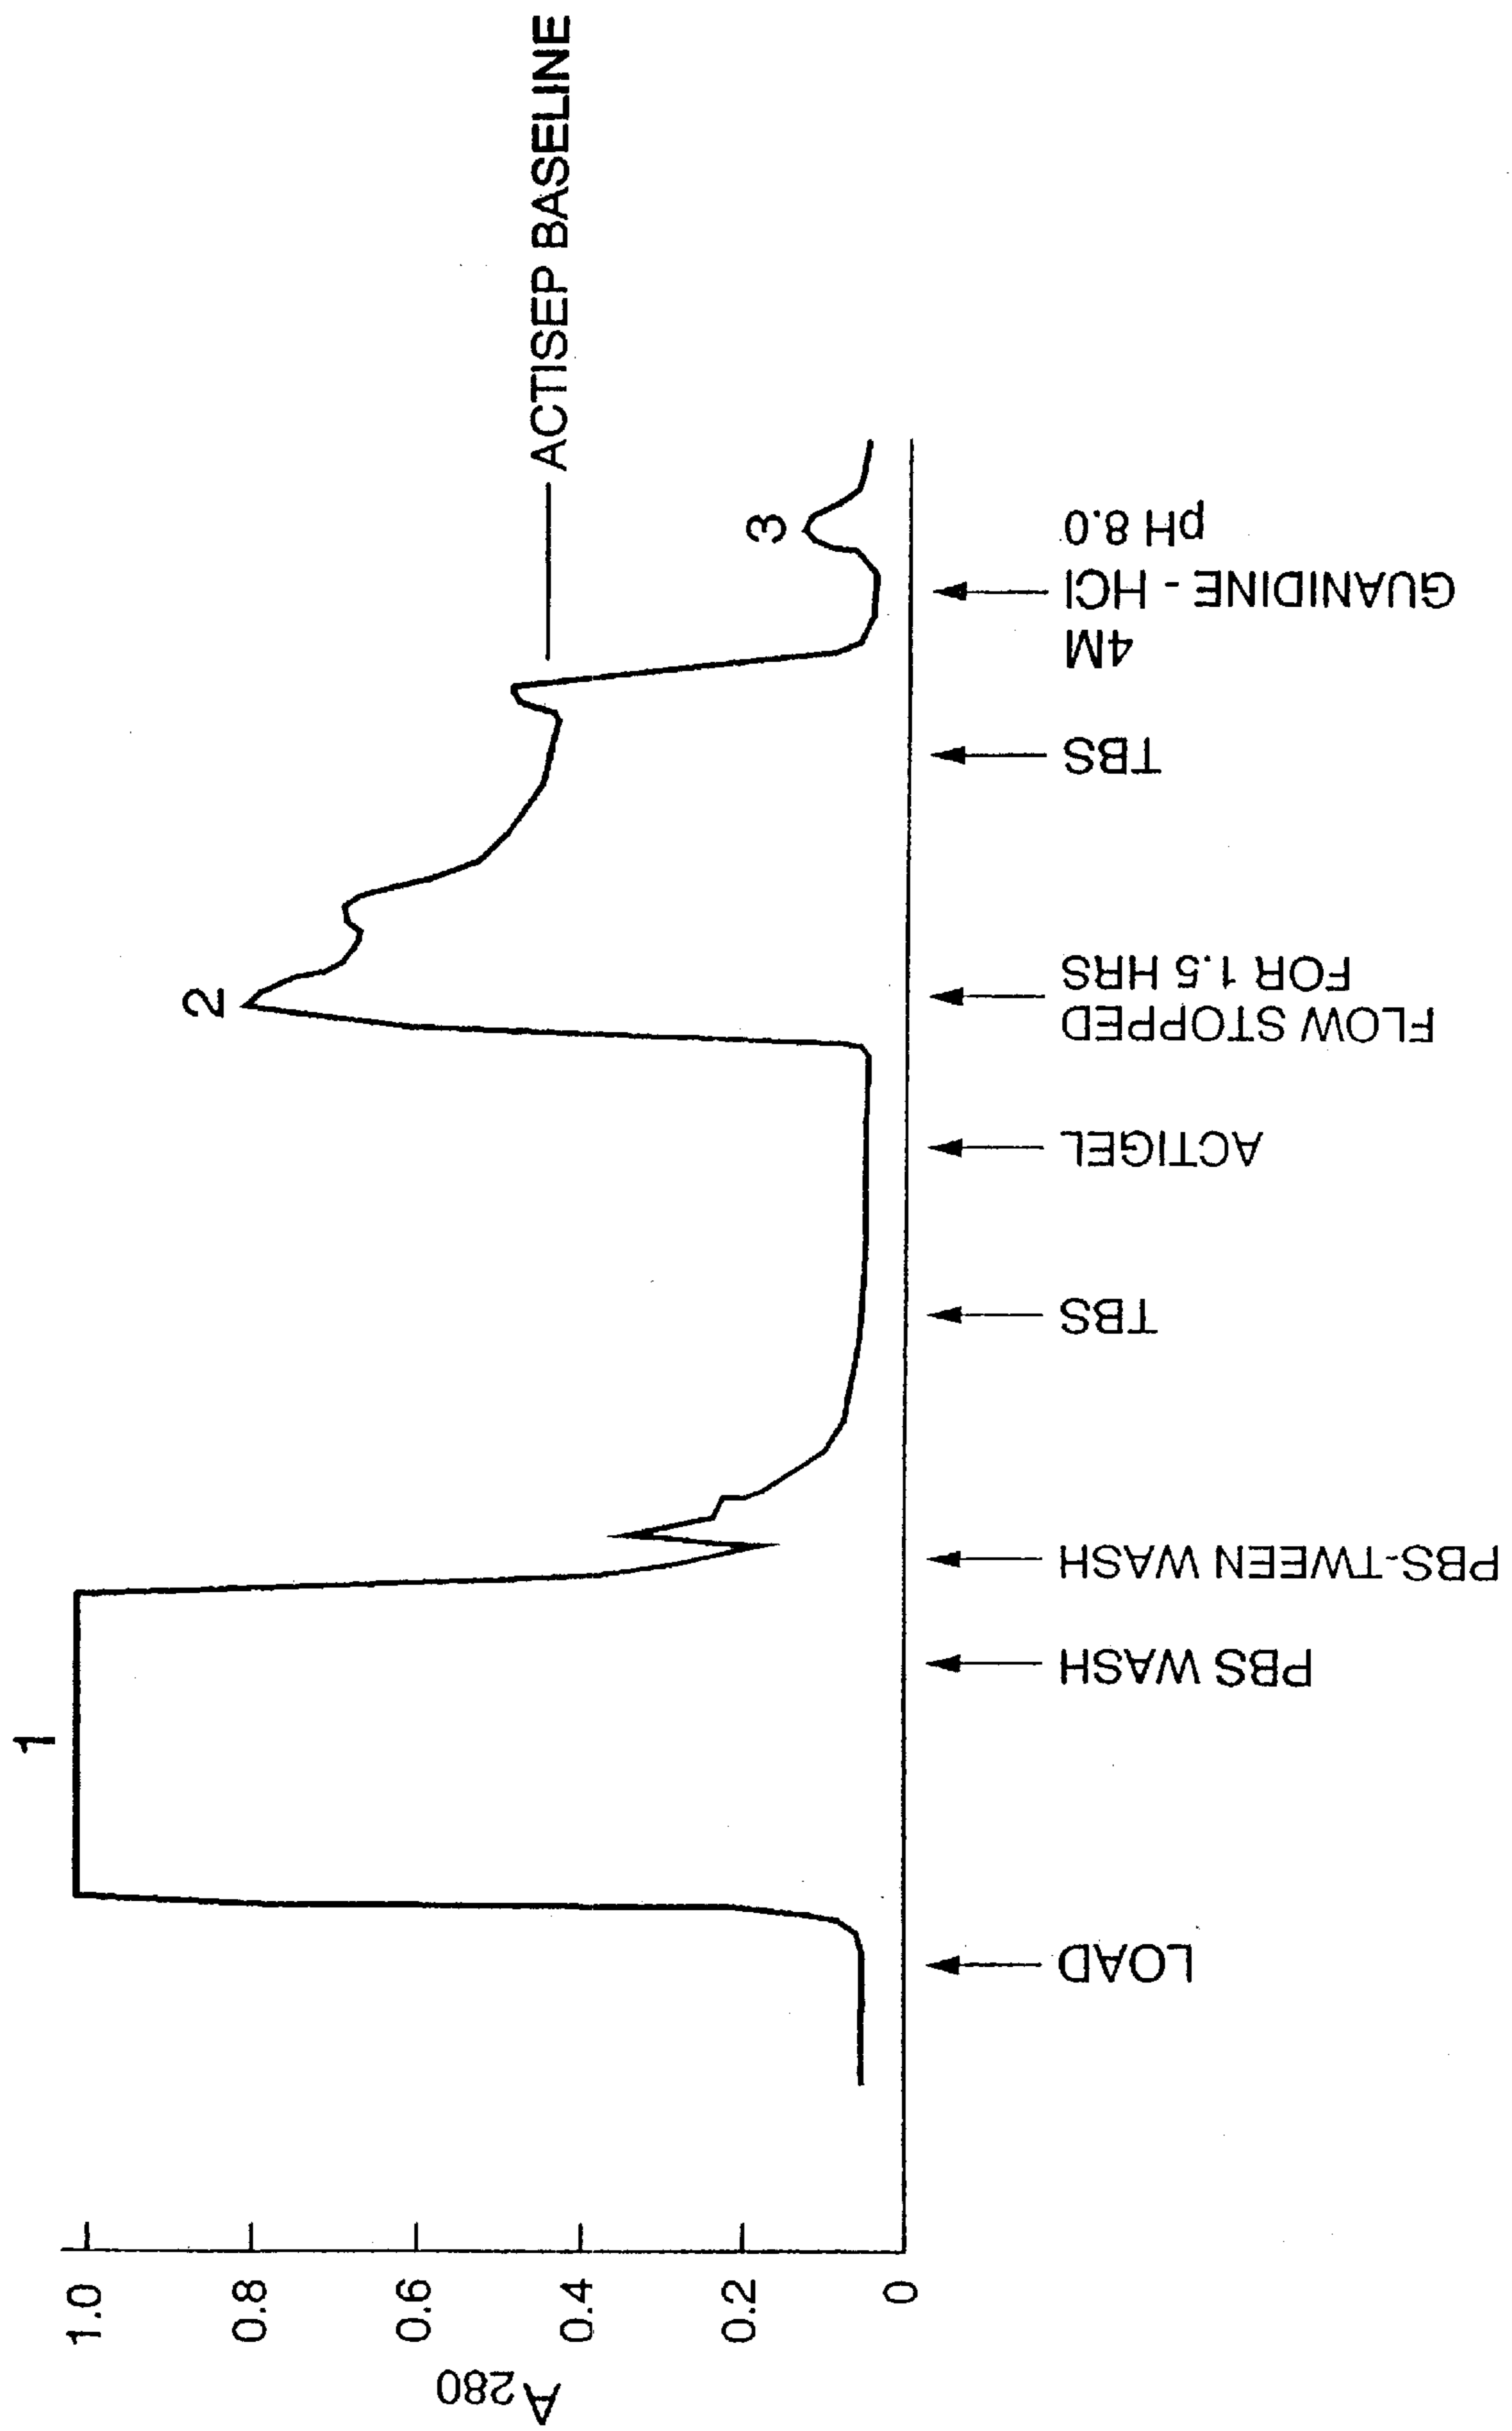 A280
1.0
0.8
0.6
0.4
0.2
0
1
2
3
ACTISEP BASELINE
LOAD
PBS WASH
PBS-TWEEN WASH
TBS
ACTIGEL
FLOW STOPPED
FOR 1.5 HRS
TBS
4M
GUANIDINE - HCl
pH 8.0